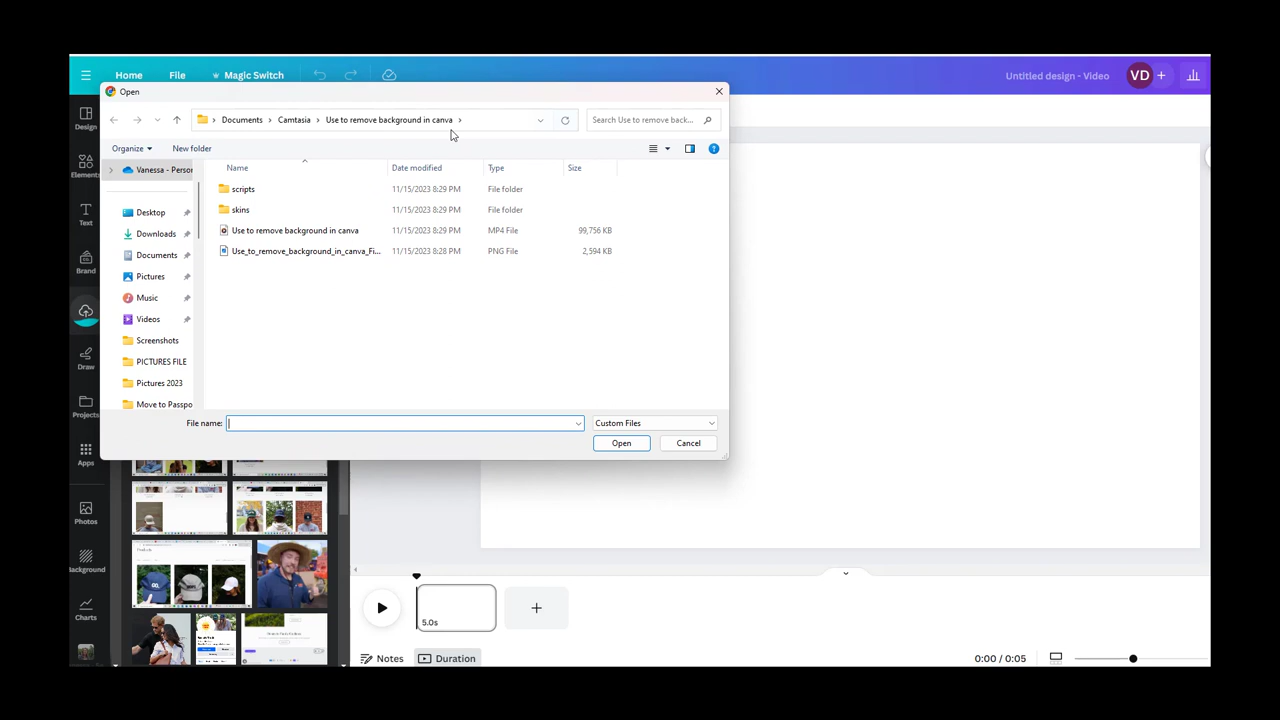 Home File Magic Switch Untitled design - Video VD
Open
Documents Camtasia Use to remove background in canva Search Use to remove back...
Organize New folder
Design
Elements
Text
Brand
Draw
Projects
Apps
Photos
Background
Charts
Vanessa - Person
Desktop
Downloads
Documents
Pictures
Music
Videos
Screenshots
PICTURES FILE
Pictures 2023
Move to Passpo
Name Date modified Type Size
scripts 11/15/2023 8:29 PM File folder
skins 11/15/2023 8:29 PM File folder
Use to remove background in canva 11/15/2023 8:29 PM MP4 File 99,756 KB
Use_to_remove_background_in_canva_Fi... 11/15/2023 8:28 PM PNG File 2,594 KB
File name: Custom Files
Open Cancel
5.0s
Notes Duration 0:00 / 0:05